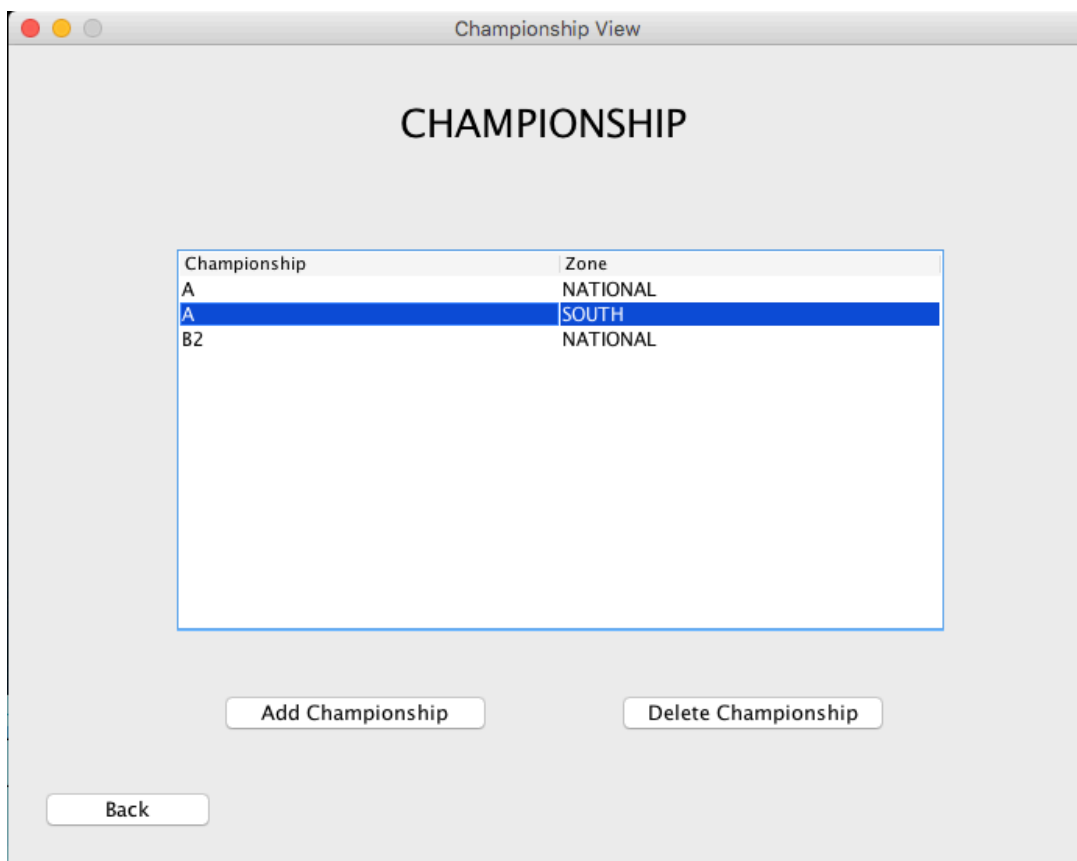 Championship View
CHAMPIONSHIP
Championship Zone
A NATIONAL
A SOUTH
B2 NATIONAL
Add Championship Delete Championship
Back